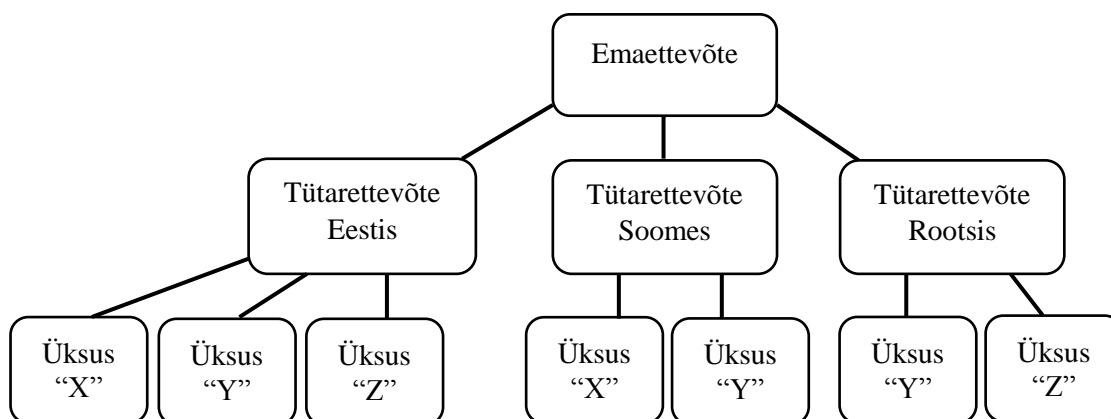 Emaettevõte
Tütarettevõte
Eestis
Tütarettevõte
Soomes
Tütarettevõte
Rootsis
Üksus
“X”
Üksus
“Y”
Üksus
“Z”
Üksus
“X”
Üksus
“Y”
Üksus
“Y”
Üksus
“Z”